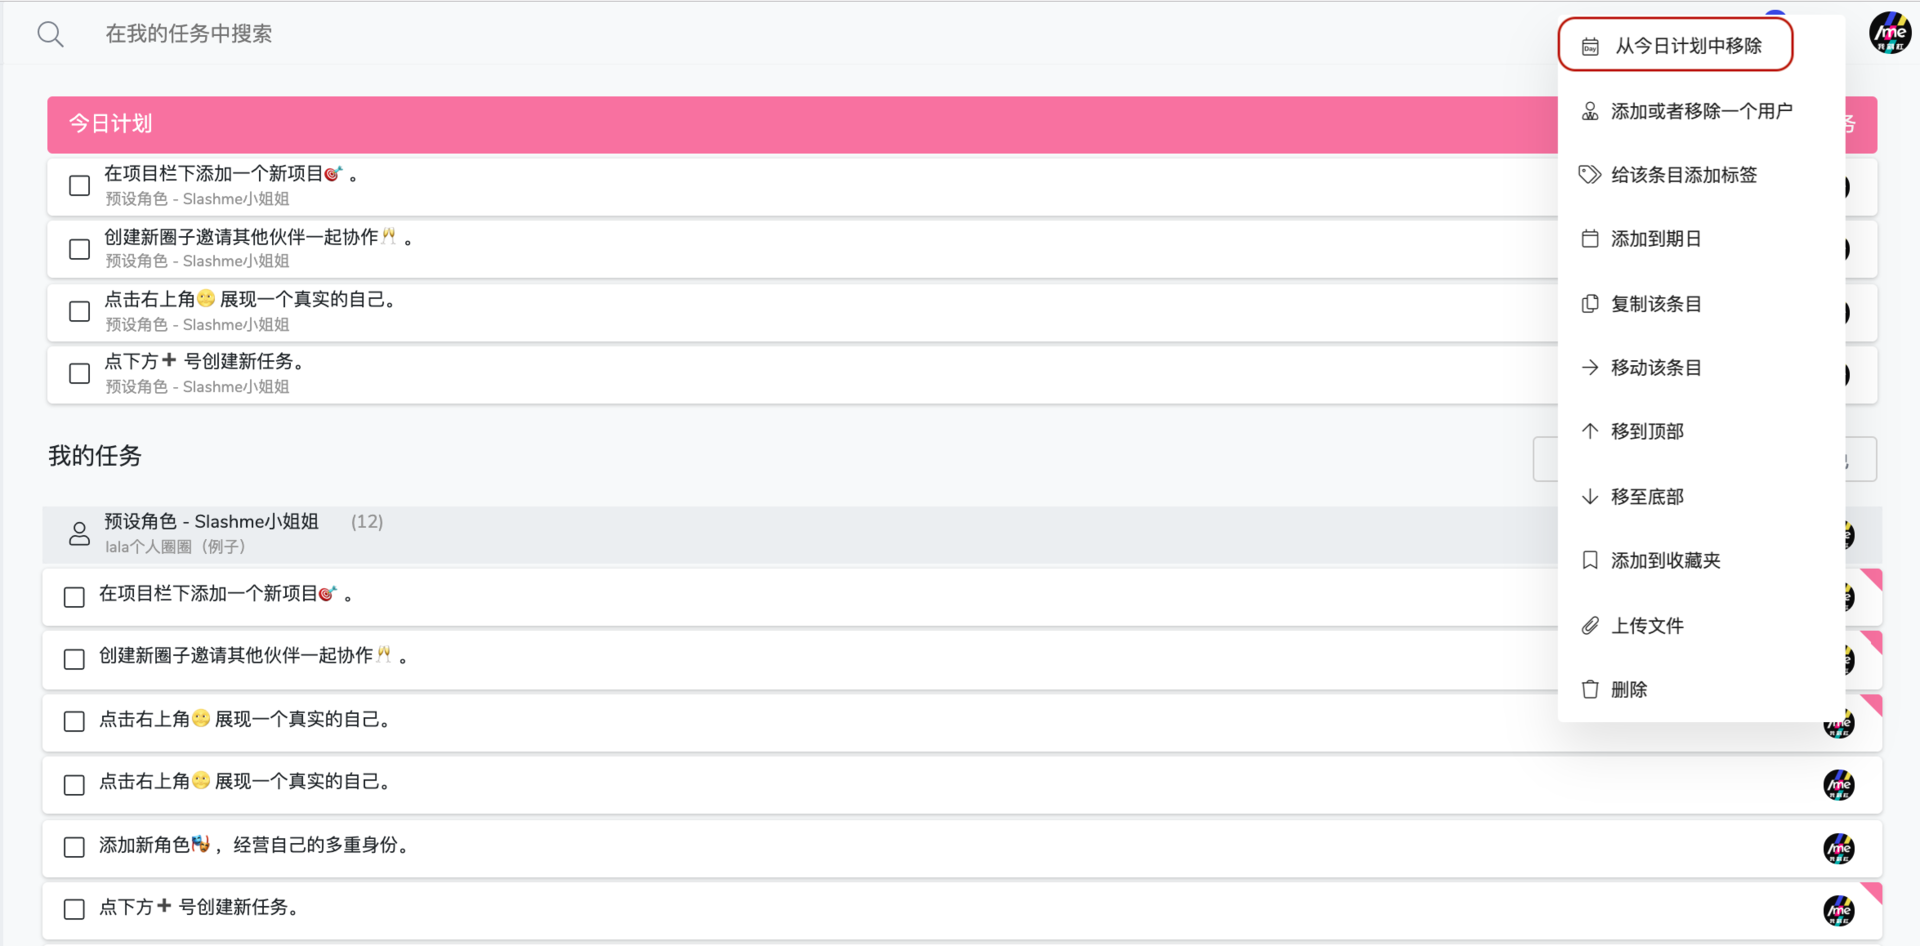 在我的任务中搜索
今日计划
务
在项目栏下添加一个新项目🎯 。
预设角色 - Slashme小姐姐
创建新圈子邀请其他伙伴一起协作🥂 。
预设角色 - Slashme小姐姐
点击右上角🌝 展现一个真实的自己。
预设角色 - Slashme小姐姐
点下方➕ 号创建新任务。
预设角色 - Slashme小姐姐
我的任务
预设角色 - Slashme小姐姐 (12)
lala个人圈圈（例子）
在项目栏下添加一个新项目🎯 。
创建新圈子邀请其他伙伴一起协作🥂 。
点击右上角🌝 展现一个真实的自己。
点击右上角🌝 展现一个真实的自己。
添加新角色🎭 ，经营自己的多重身份。
点下方➕ 号创建新任务。
从今日计划中移除
添加或者移除一个用户
给该条目添加标签
添加到期日
复制该条目
移动该条目
移到顶部
移至底部
添加到收藏夹
上传文件
删除
/me
/me
/me
/me
/me